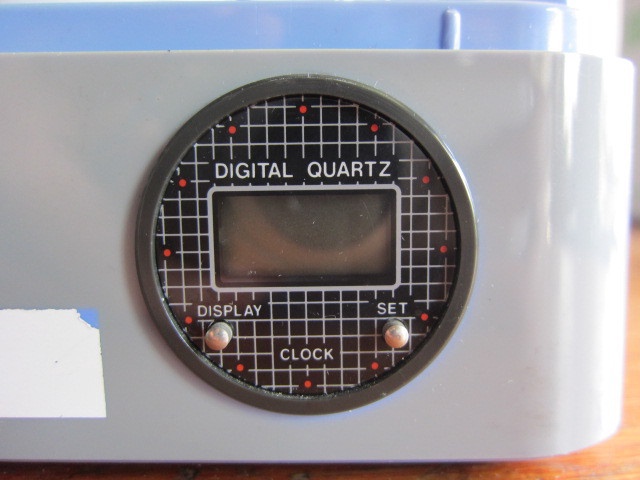 DIGITAL QUARTZ
DISPLAY SET
CLOCK